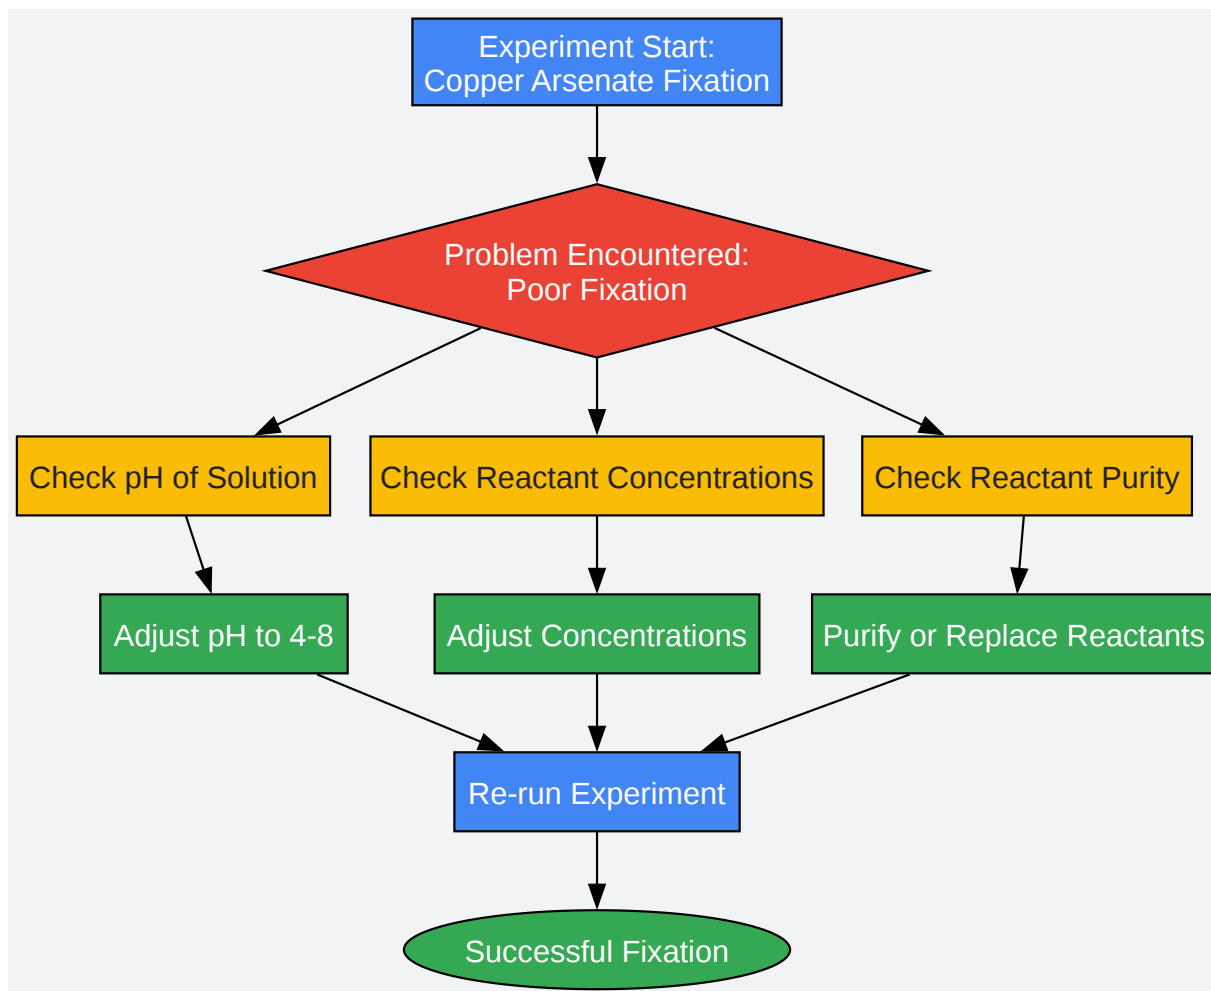 Experiment Start:
Copper Arsenate Fixation
Problem Encountered:
Poor Fixation
Check pH of Solution
Check Reactant Concentrations
Check Reactant Purity
Adjust pH to 4-8
Adjust Concentrations
Purify or Replace Reactants
Re-run Experiment
Successful Fixation